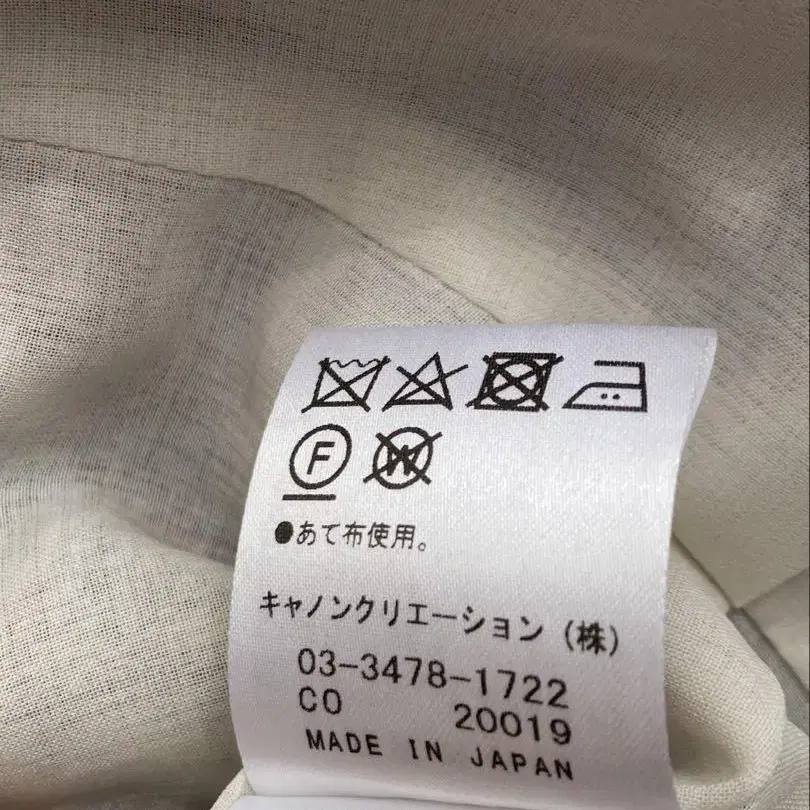 F W
●あて布使用。
キャノンクリエーション（株）
03-3478-1722
CO 20019
MADE IN JAPAN